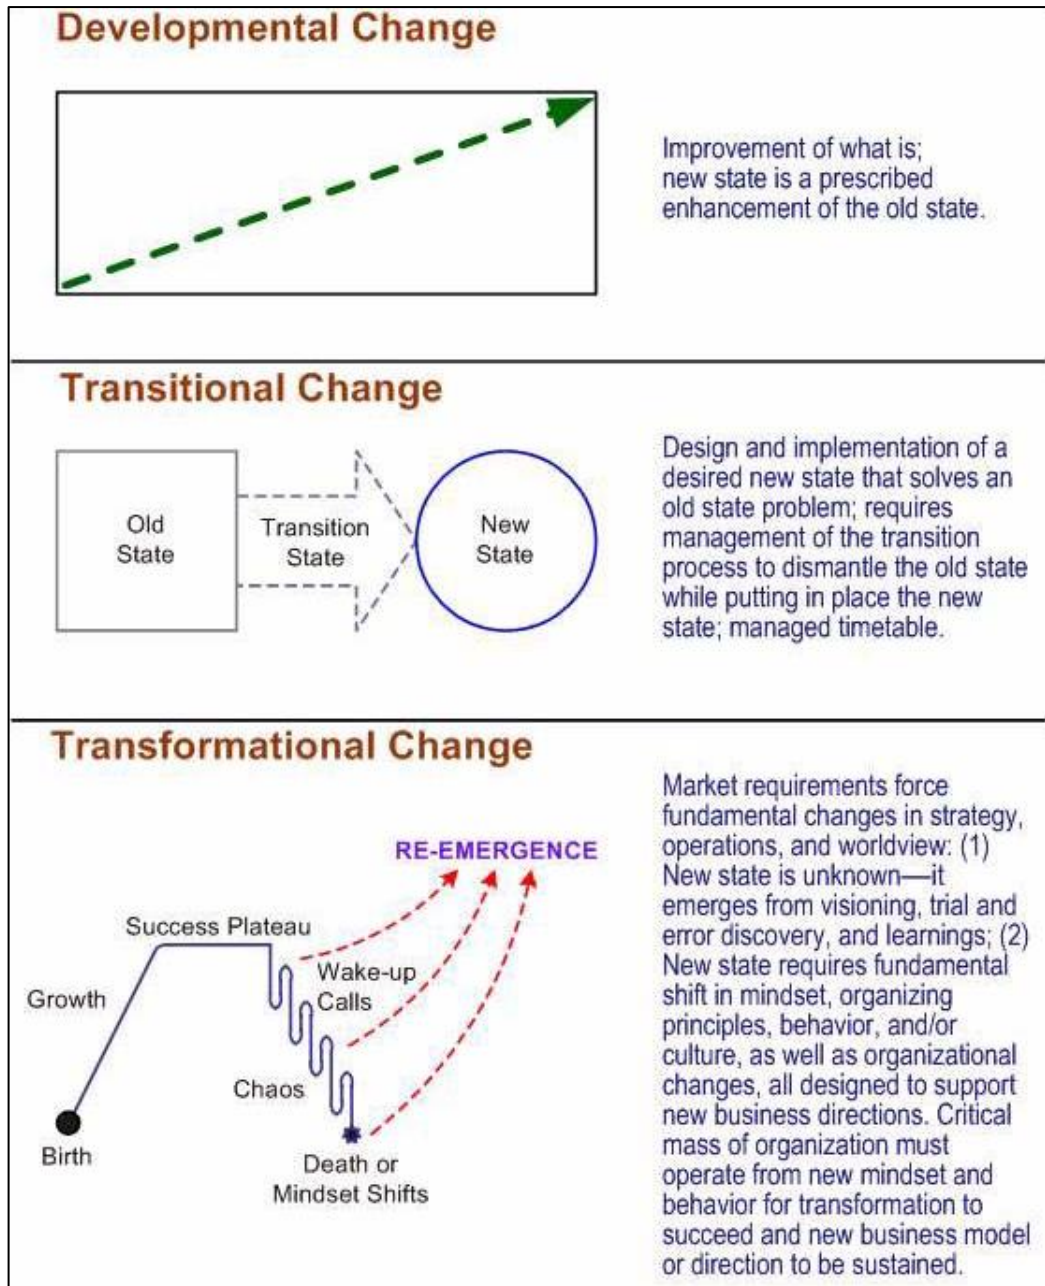 Developmental Change
Improvement of what is;
new state is a prescribed
enhancement of the old state.
Transitional Change
Old
State
Transition
State
New
State
Design and implementation of a
desired new state that solves an
old state problem; requires
management of the transition
process to dismantle the old state
while putting in place the new
state; managed timetable.
Transformational Change
RE-EMERGENCE
Success Plateau
Growth
Wake-up
Calls
Chaos
Birth
Death or
Mindset Shifts
Market requirements force
fundamental changes in strategy,
operations, and worldview: (1)
New state is unknown—it
emerges from visioning, trial and
error discovery, and learnings; (2)
New state requires fundamental
shift in mindset, organizing
principles, behavior, and/or
culture, as well as organizational
changes, all designed to support
new business directions. Critical
mass of organization must
operate from new mindset and
behavior for transformation to
succeed and new business model
or direction to be sustained.